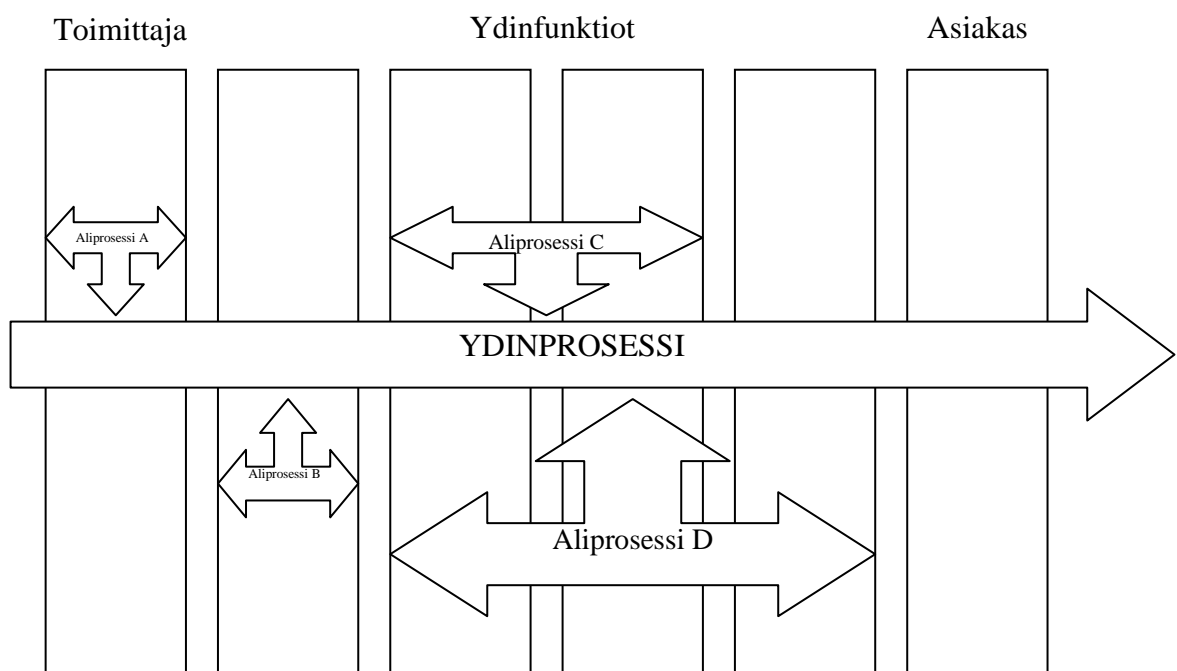 Toimittaja
Ydinfunktiot
Asiakas
Aliprosessi A
Aliprosessi C
YDINPROSESSI
Aliprosessi B
Aliprosessi D